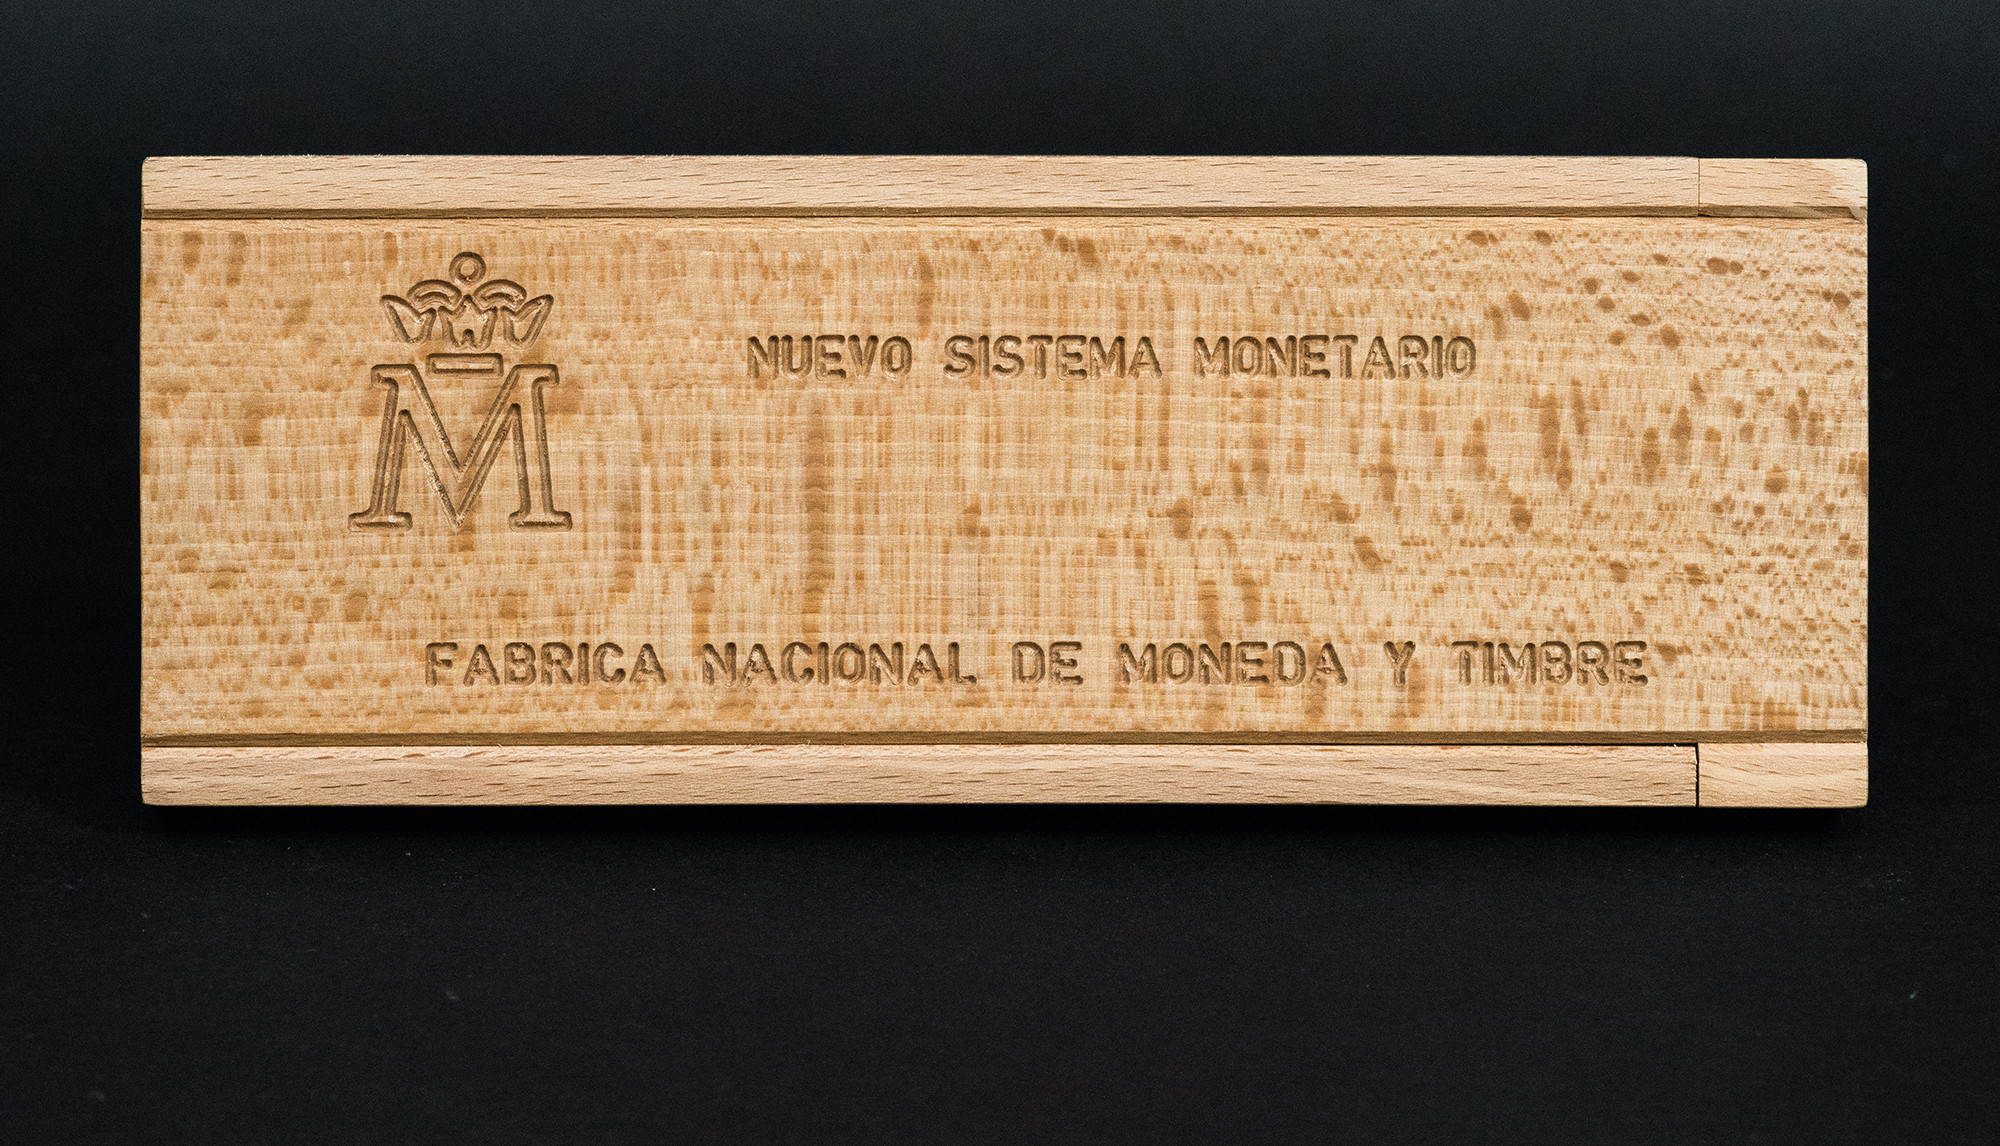 NUEVO SISTEMA MONETARIO
M
FABRICA NACIONAL DE MONEDA Y TIMBRE